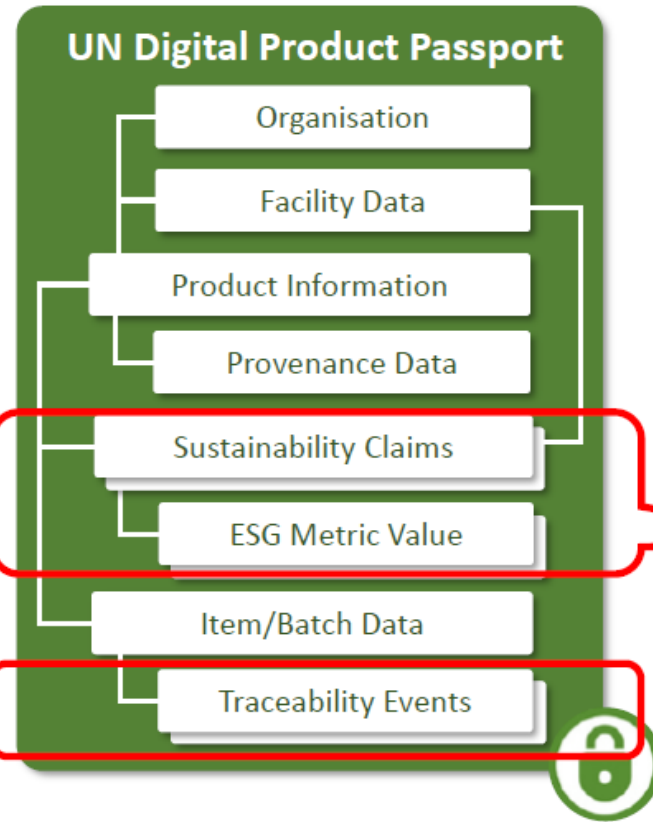 UN Digital Product Passport
Organisation
Facility Data
Product Information
Provenance Data
Sustainability Claims
ESG Metric Value
Item/Batch Data
Traceability Events